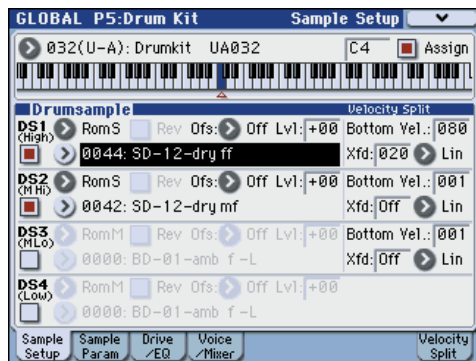 GLOBAL P5:Drum Kit Sample Setup
032(U-A): Drumkit UA032 C4 Assign
Drumsample Velocity Split
DS1 RomS Rev Ofs: Off Lvl: +00 Bottom Vel.: 080
(High) 0044: SD-12-dry ff Xfd: 020 Lin
DS2 RomS Rev Ofs: Off Lvl: +00 Bottom Vel.: 001
(M Hi) 0042: SD-12-dry mf Xfd: Off Lin
DS3 RomM Rev Ofs: Off Lvl: +00 Bottom Vel.: 001
(MLo) 0000: BD-01-amb f -L Xfd: Off Lin
DS4 RomM Rev Ofs: Off Lvl: +00
(Low) 0000: BD-01-amb f -L
Sample Setup Sample Param Drive /EQ Voice /Mixer Velocity Split